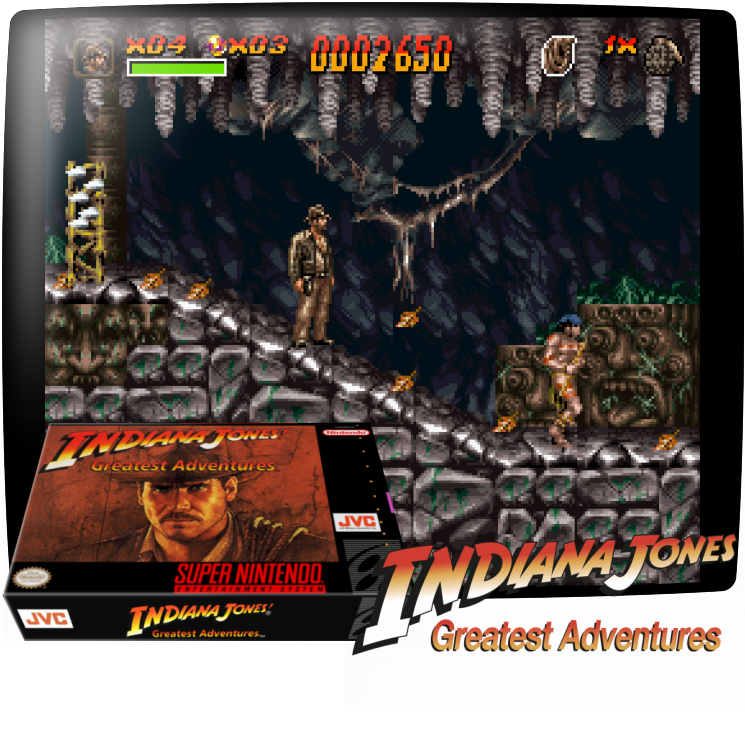 x04 x03 0002650 1x
INDIANA JONES
Greatest Adventures
Nintendo
JVC
SUPER NINTENDO
ENTERTAINMENT SYSTEM
JVC
INDIANA JONES!
Greatest Adventures
INDIANA JONES
Greatest Adventures